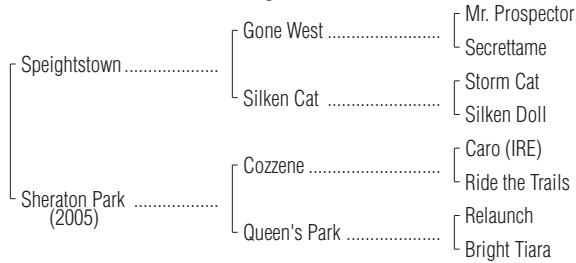 Mr. Prospector
Gone West
Secrettame
Speightstown
Storm Cat
Silken Cat
Silken Doll
Caro (IRE)
Cozzene
Ride the Trails
Sheraton Park
(2005)
Relaunch
Queen's Park
Bright Tiara